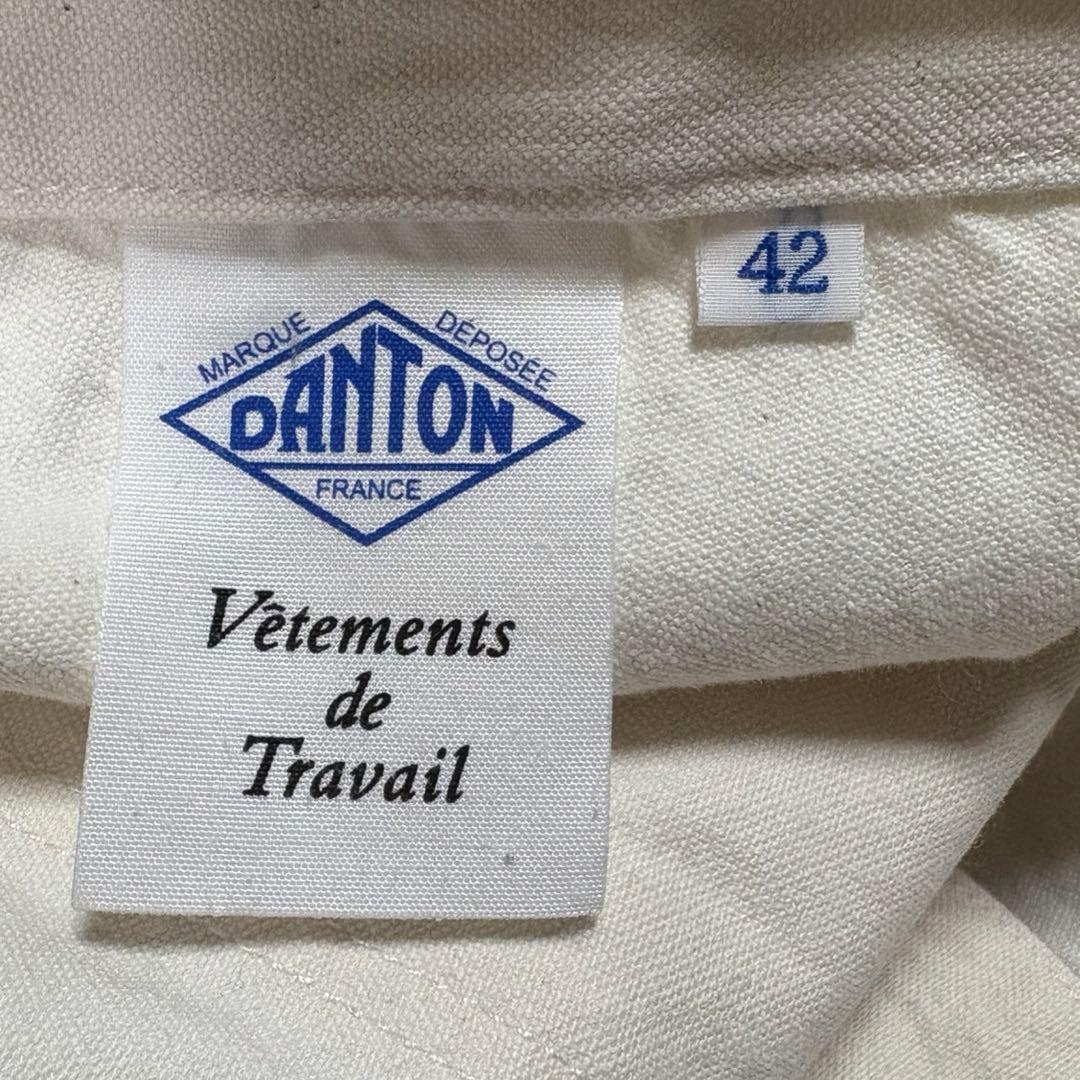 MARQUE DÉPOSÉE
DANTON
FRANCE
Vêtements
de
Travail
42